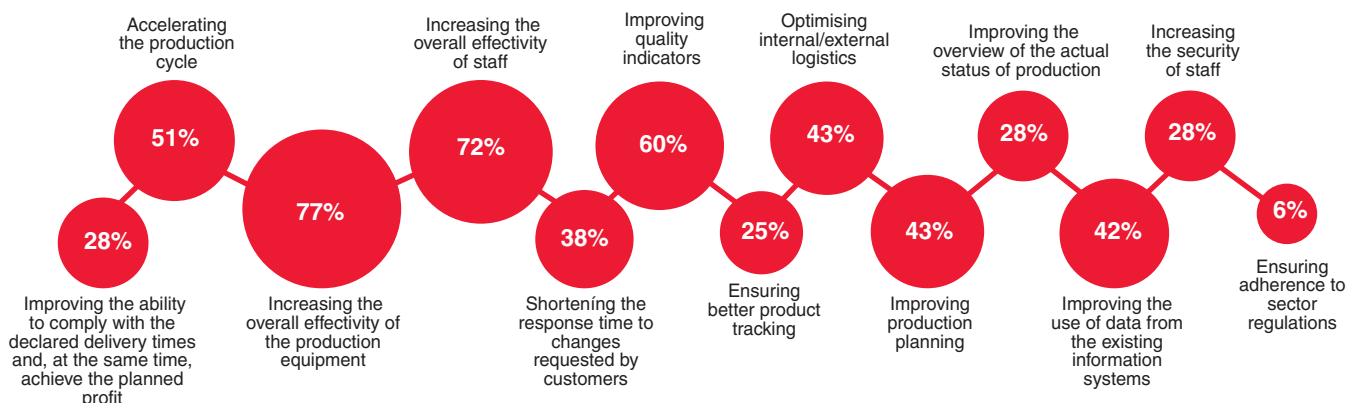 Accelerating
the production
cycle
51%
Increasing the
overall effectivity
of staff
72%
Improving
quality
indicators
60%
Optimising
internal/external
logistics
43%
Improving the
overview of the actual
status of production
28%
Increasing
the security
of staff
28%
28%
Improving the ability
to comply with the
declared delivery times
and, at the same time,
achieve the planned
profit
77%
Increasing the
overall effectivity of
the production
equipment
38%
Shorteníng the
response time to
changes
requested by
customers
25%
Ensuring
better product
tracking
43%
Improving
production
planning
42%
Improving the
use of data from
the existing
information
systems
6%
Ensuring
adherence to
sector
regulations